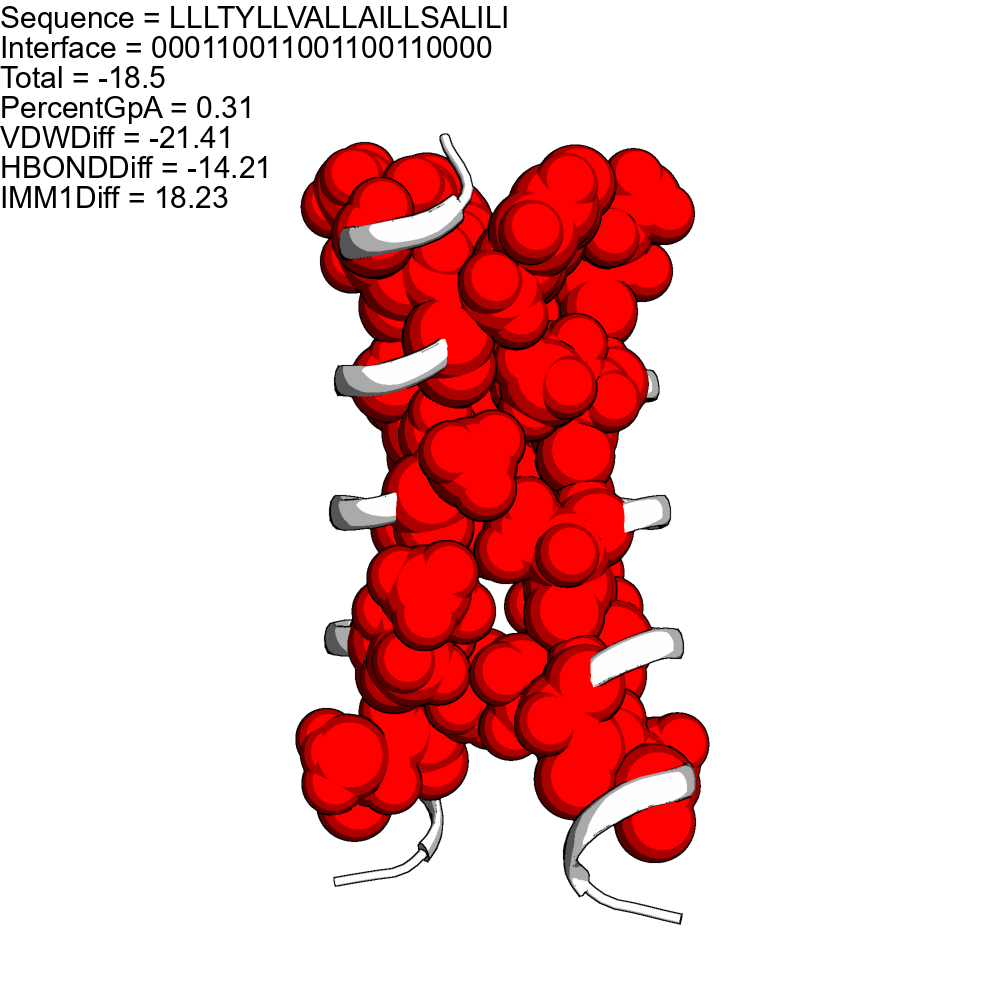 Sequence = LLLTYLLVALLAILLSALILI
Interface = 000110011001100110000
Total = -18.5
PercentGpA = 0.31
VDWDiff = -21.41
HBONDDiff = -14.21
IMM1Diff = 18.23